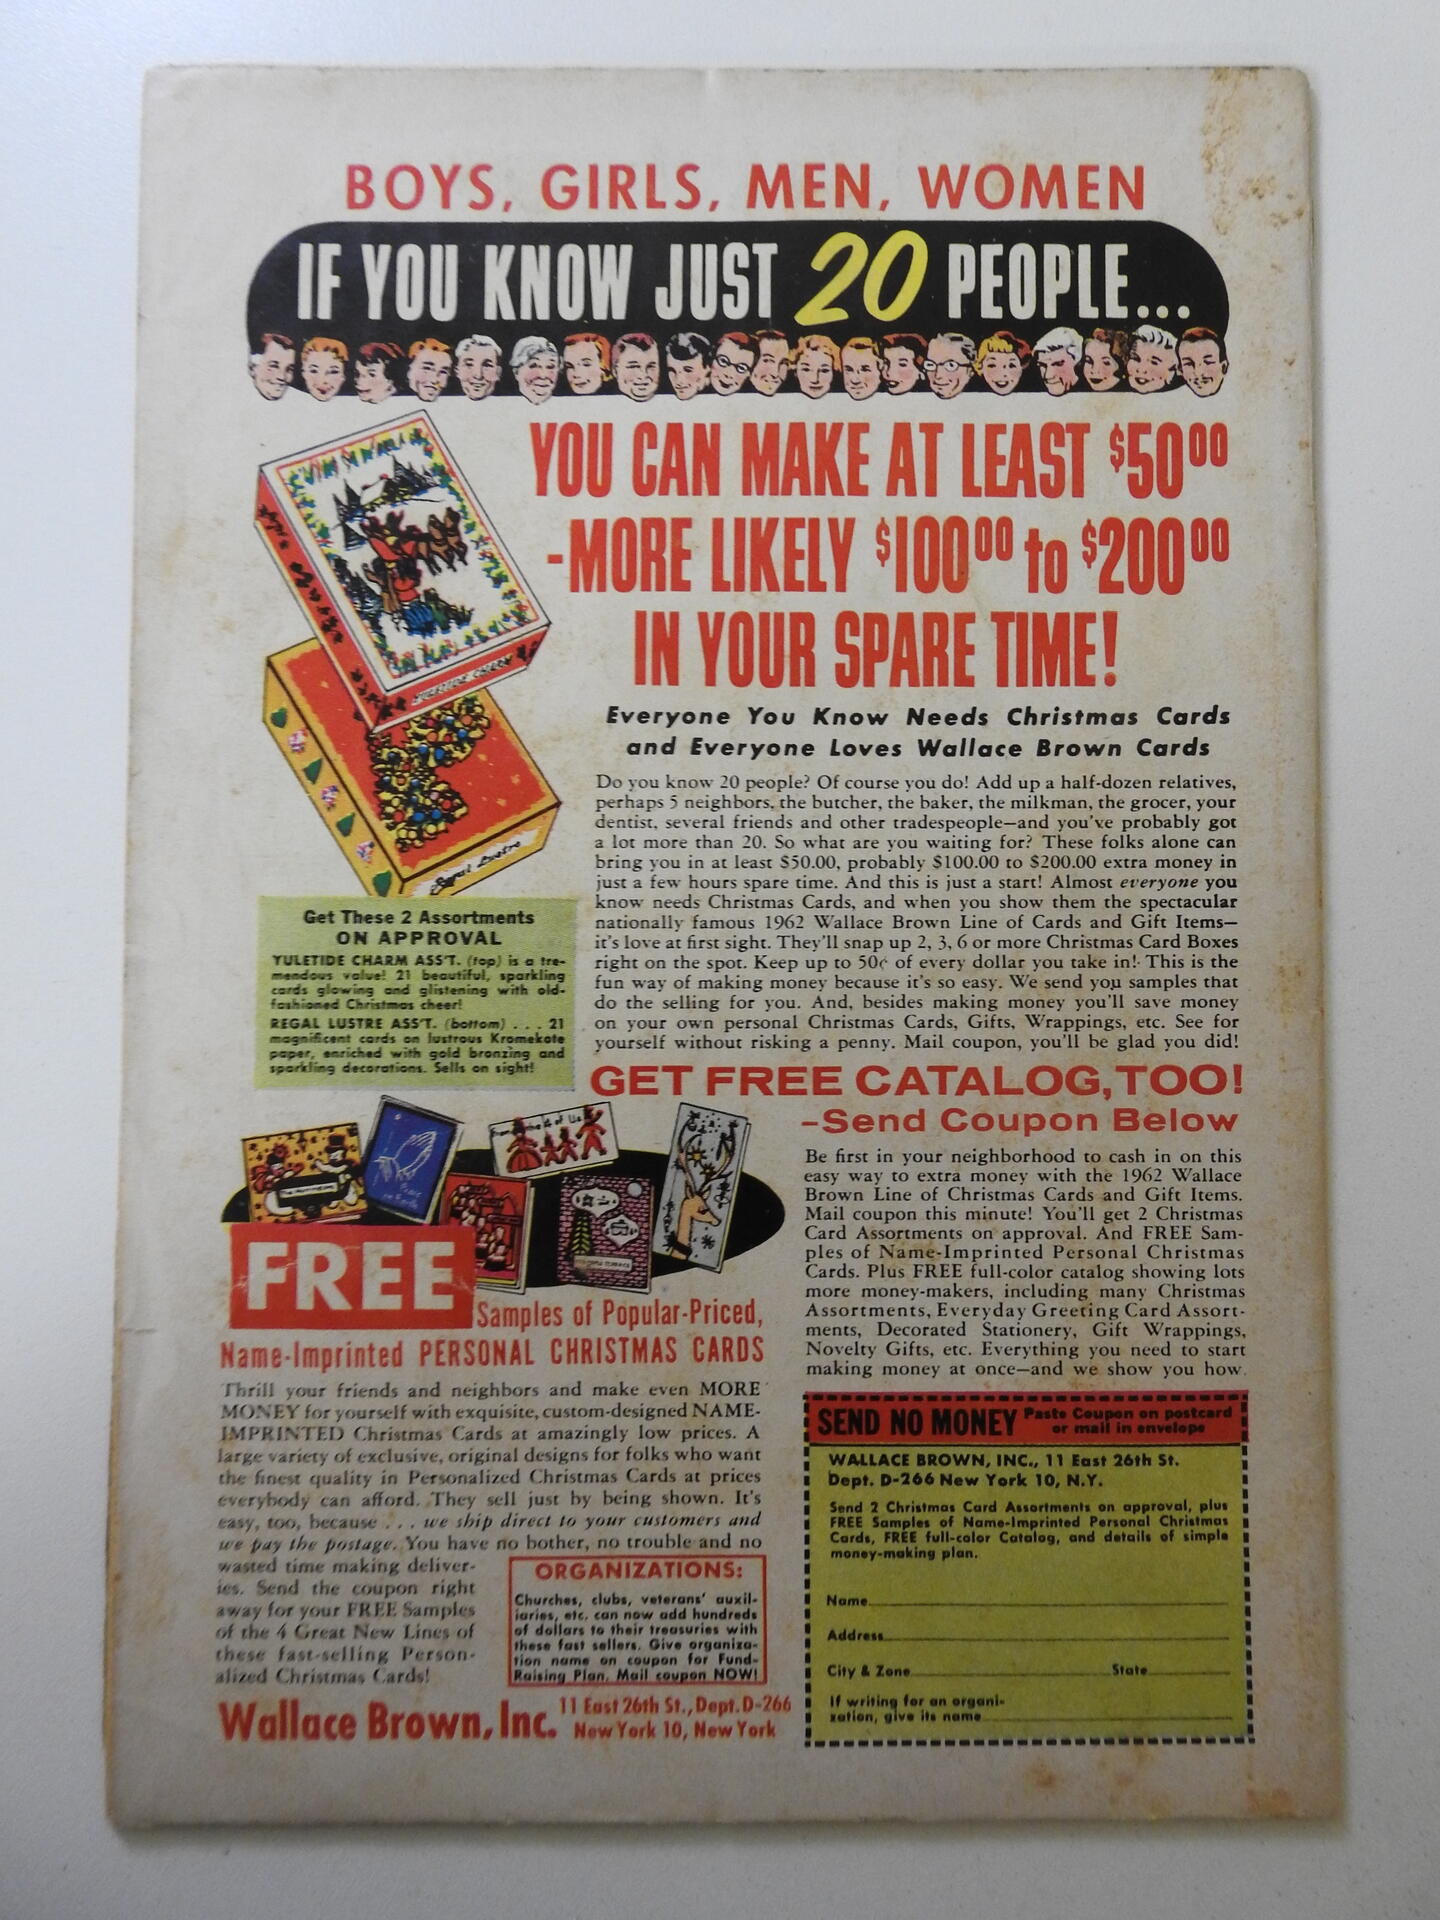 BOYS, GIRLS, MEN, WOMEN
IF YOU KNOW JUST 20 PEOPLE...
YOU CAN MAKE AT LEAST $50⁰⁰
-MORE LIKELY $100⁰⁰ to $200⁰⁰
IN YOUR SPARE TIME!
YULETIDE CHARM
Regal Lustre
Everyone You Know Needs Christmas Cards
and Everyone Loves Wallace Brown Cards
Do you know 20 people? Of course you do! Add up a half-dozen relatives,
perhaps 5 neighbors, the butcher, the baker, the milkman, the grocer, your
dentist, several friends and other tradespeople—and you've probably got
a lot more than 20. So what are you waiting for? These folks alone can
bring you in at least $50.00, probably $100.00 to $200.00 extra money in
just a few hours spare time. And this is just a start! Almost everyone you
know needs Christmas Cards, and when you show them the spectacular
nationally famous 1962 Wallace Brown Line of Cards and Gift Items—
it's love at first sight. They'll snap up 2, 3, 6 or more Christmas Card Boxes
right on the spot. Keep up to 50¢ of every dollar you take in! This is the
fun way of making money because it's so easy. We send you samples that
do the selling for you. And, besides making money you'll save money
on your own personal Christmas Cards, Gifts, Wrappings, etc. See for
yourself without risking a penny. Mail coupon, you'll be glad you did!
Get These 2 Assortments
ON APPROVAL
YULETIDE CHARM ASS'T. (top) is a tre-
mendous value! 21 beautiful, sparkling
cards glowing and glistening with old-
fashioned Christmas cheer!
REGAL LUSTRE ASS'T. (bottom) . . . 21
magnificent cards on lustrous Kromekote
paper, enriched with gold bronzing and
sparkling decorations. Sells on sight!
GET FREE CATALOG, TOO!
–Send Coupon Below
Be first in your neighborhood to cash in on this
easy way to extra money with the 1962 Wallace
Brown Line of Christmas Cards and Gift Items.
Mail coupon this minute! You'll get 2 Christmas
Card Assortments on approval. And FREE Sam-
ples of Name-Imprinted Personal Christmas
Cards. Plus FREE full-color catalog showing lots
more money-makers, including many Christmas
Assortments, Everyday Greeting Card Assort-
ments, Decorated Stationery, Gift Wrappings,
Novelty Gifts, etc. Everything you need to start
making money at once—and we show you how.
Peace on Earth
of Us
FREE
Samples of Popular-Priced,
Name-Imprinted PERSONAL CHRISTMAS CARDS
Thrill your friends and neighbors and make even MORE
MONEY for yourself with exquisite, custom-designed NAME-
IMPRINTED Christmas Cards at amazingly low prices. A
large variety of exclusive, original designs for folks who want
the finest quality in Personalized Christmas Cards at prices
everybody can afford. They sell just by being shown. It's
easy, too, because . . . we ship direct to your customers and
we pay the postage. You have no bother, no trouble and no
wasted time making deliver-
ies. Send the coupon right
away for your FREE Samples
of the 4 Great New Lines of
these fast-selling Person-
alized Christmas Cards!
ORGANIZATIONS:
Churches, clubs, veterans' auxil-
iaries, etc. can now add hundreds
of dollars to their treasuries with
these fast sellers. Give organiza-
tion name on coupon for Fund-
Raising Plan. Mail coupon NOW!
Wallace Brown, Inc. 11 East 26th St., Dept. D-266
New York 10, New York
SEND NO MONEY Paste Coupon on postcard
or mail in envelope
WALLACE BROWN, INC., 11 East 26th St.
Dept. D-266 New York 10, N.Y.
Send 2 Christmas Card Assortments on approval, plus
FREE Samples of Name-Imprinted Personal Christmas
Cards, FREE full-color Catalog, and details of simple
money-making plan.
Name
Address
City & Zone State
If writing for an organi-
zation, give its name